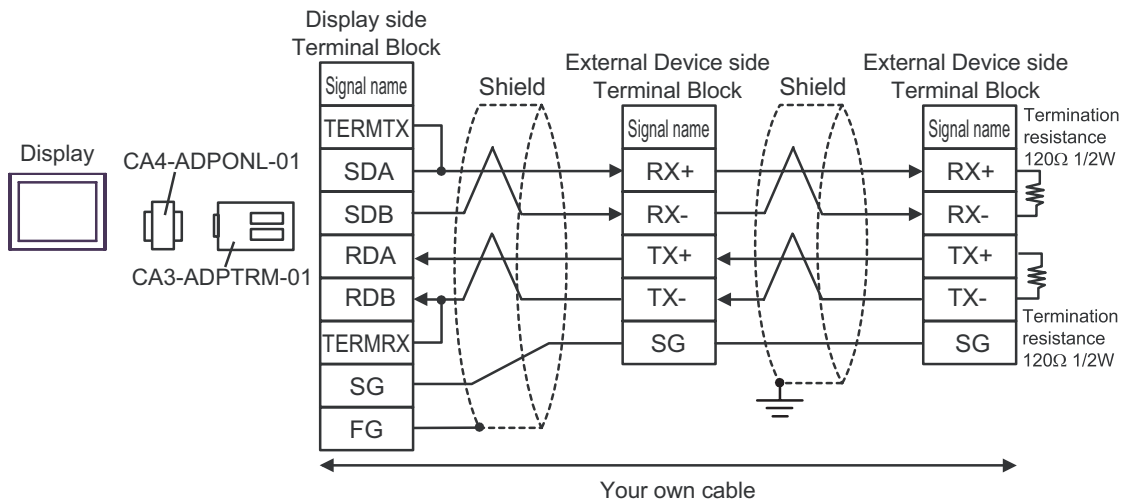 Display side
Terminal Block
Signal name
TERMTX
SDA
SDB
RDA
RDB
TERMRX
SG
FG
Display
CA4-ADPONL-01
CA3-ADPTRM-01
Shield
External Device side
Terminal Block
Signal name
RX+
RX-
TX+
TX-
SG
Shield
External Device side
Terminal Block
Signal name
RX+
RX-
TX+
TX-
SG
Termination
resistance
120Ω 1/2W
Termination
resistance
120Ω 1/2W
Your own cable